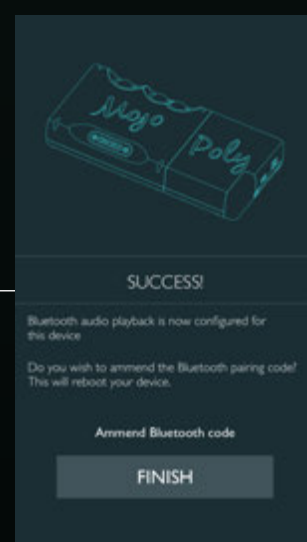 Mojo
Poly
SUCCESS!
Bluetooth audio playback is now configured for
this device
Do you wish to ammend the Bluetooth pairing code?
This will reboot your device.
Ammend Bluetooth code
FINISH